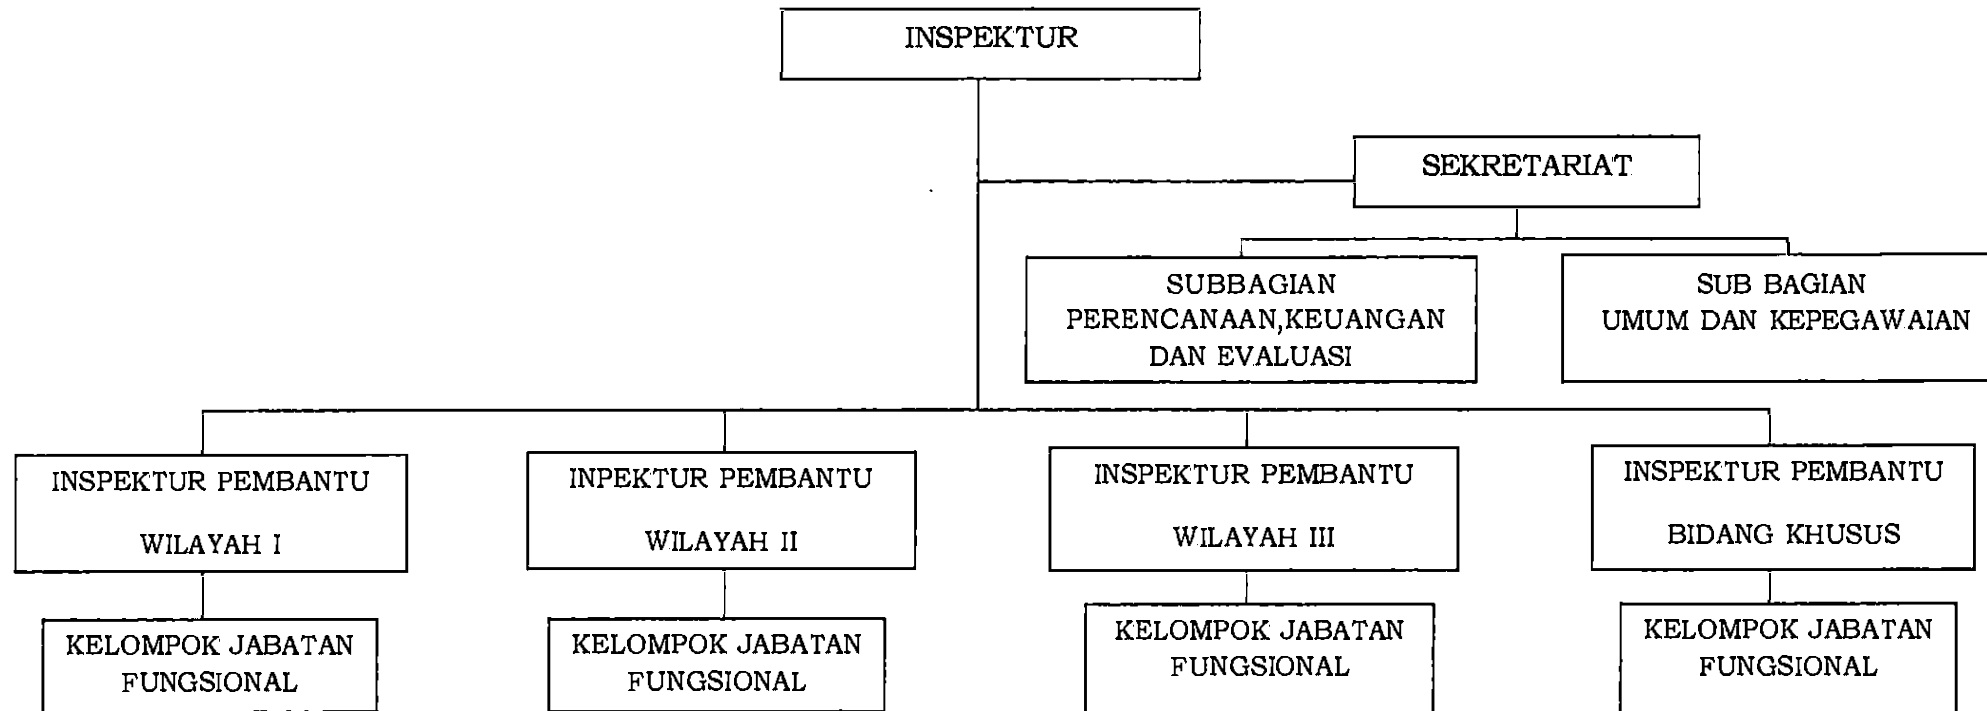 INSPEKTUR
SEKRETARIAT
SUBBAGIAN
PERENCANAAN,KEUANGAN
DAN EVALUASI
SUB BAGIAN
UMUM DAN KEPEGAWAIAN
INSPEKTUR PEMBANTU
WILAYAH I
INPEKTUR PEMBANTU
WILAYAH II
INSPEKTUR PEMBANTU
WILAYAH III
INSPEKTUR PEMBANTU
BIDANG KHUSUS
KELOMPOK JABATAN
FUNGSIONAL
KELOMPOK JABATAN
FUNGSIONAL
KELOMPOK JABATAN
FUNGSIONAL
KELOMPOK JABATAN
FUNGSIONAL